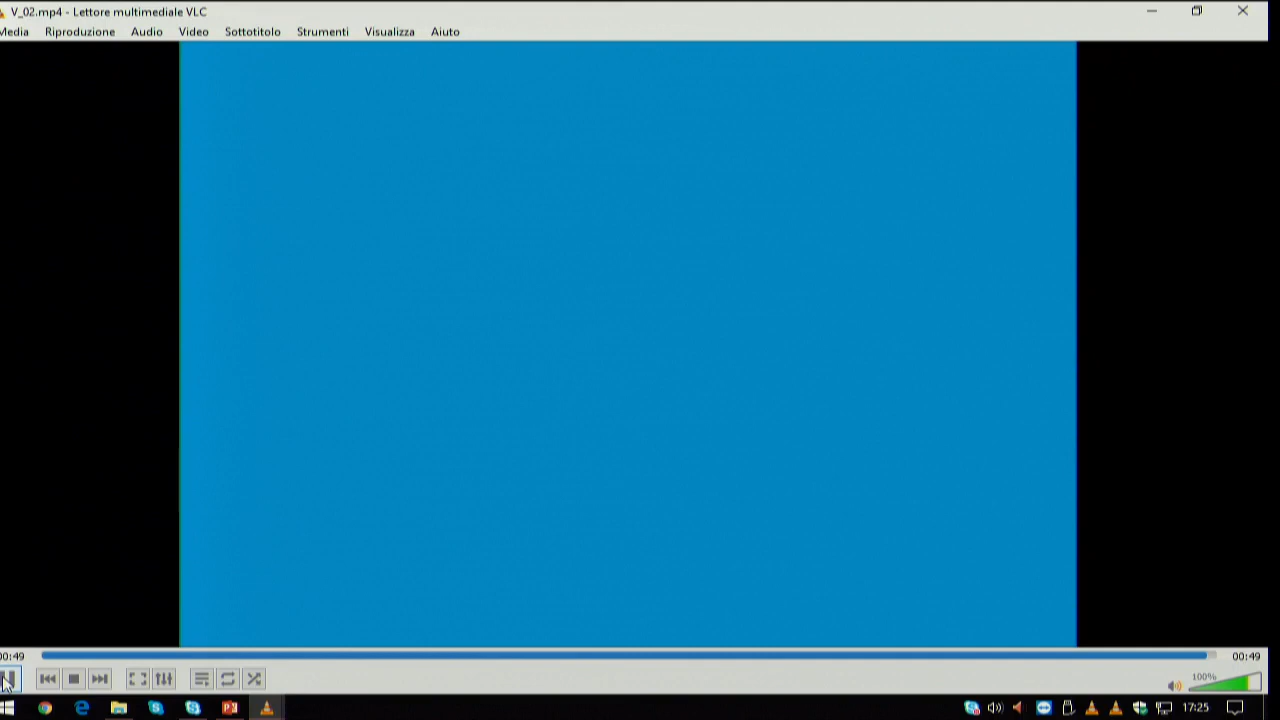 V_02.mp4 - Lettore multimediale VLC
Media Riproduzione Audio Video Sottotitolo Strumenti Visualizza Aiuto
00:49 00:49
100%
17:25